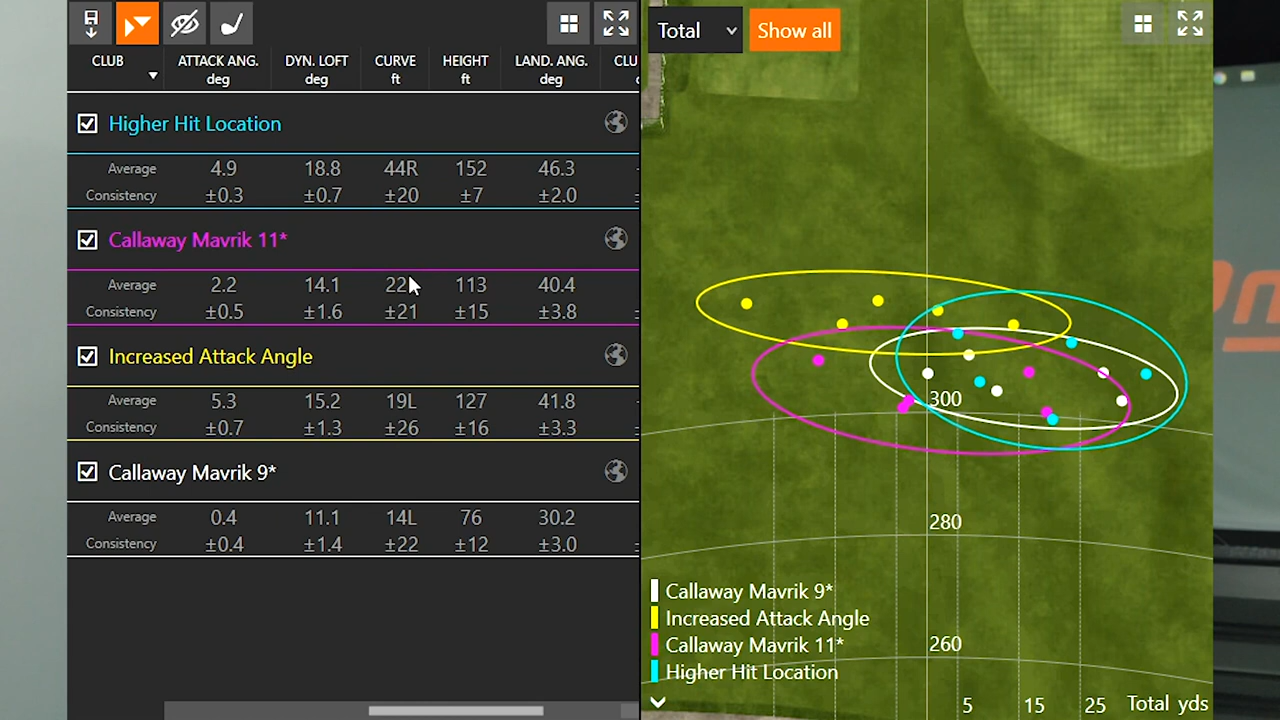 CLUB ATTACK ANG. DYN. LOFT CURVE HEIGHT LAND. ANG. CLU
deg deg ft ft deg
Higher Hit Location
Average 4.9 18.8 44R 152 46.3
Consistency ±0.3 ±0.7 ±20 ±7 ±2.0
Callaway Mavrik 11*
Average 2.2 14.1 22 113 40.4
Consistency ±0.5 ±1.6 ±21 ±15 ±3.8
Increased Attack Angle
Average 5.3 15.2 19L 127 41.8
Consistency ±0.7 ±1.3 ±26 ±16 ±3.3
Callaway Mavrik 9*
Average 0.4 11.1 14L 76 30.2
Consistency ±0.4 ±1.4 ±22 ±12 ±3.0
Total Show all
300
280
260
Callaway Mavrik 9*
Increased Attack Angle
Callaway Mavrik 11*
Higher Hit Location
5 15 25 Total yds